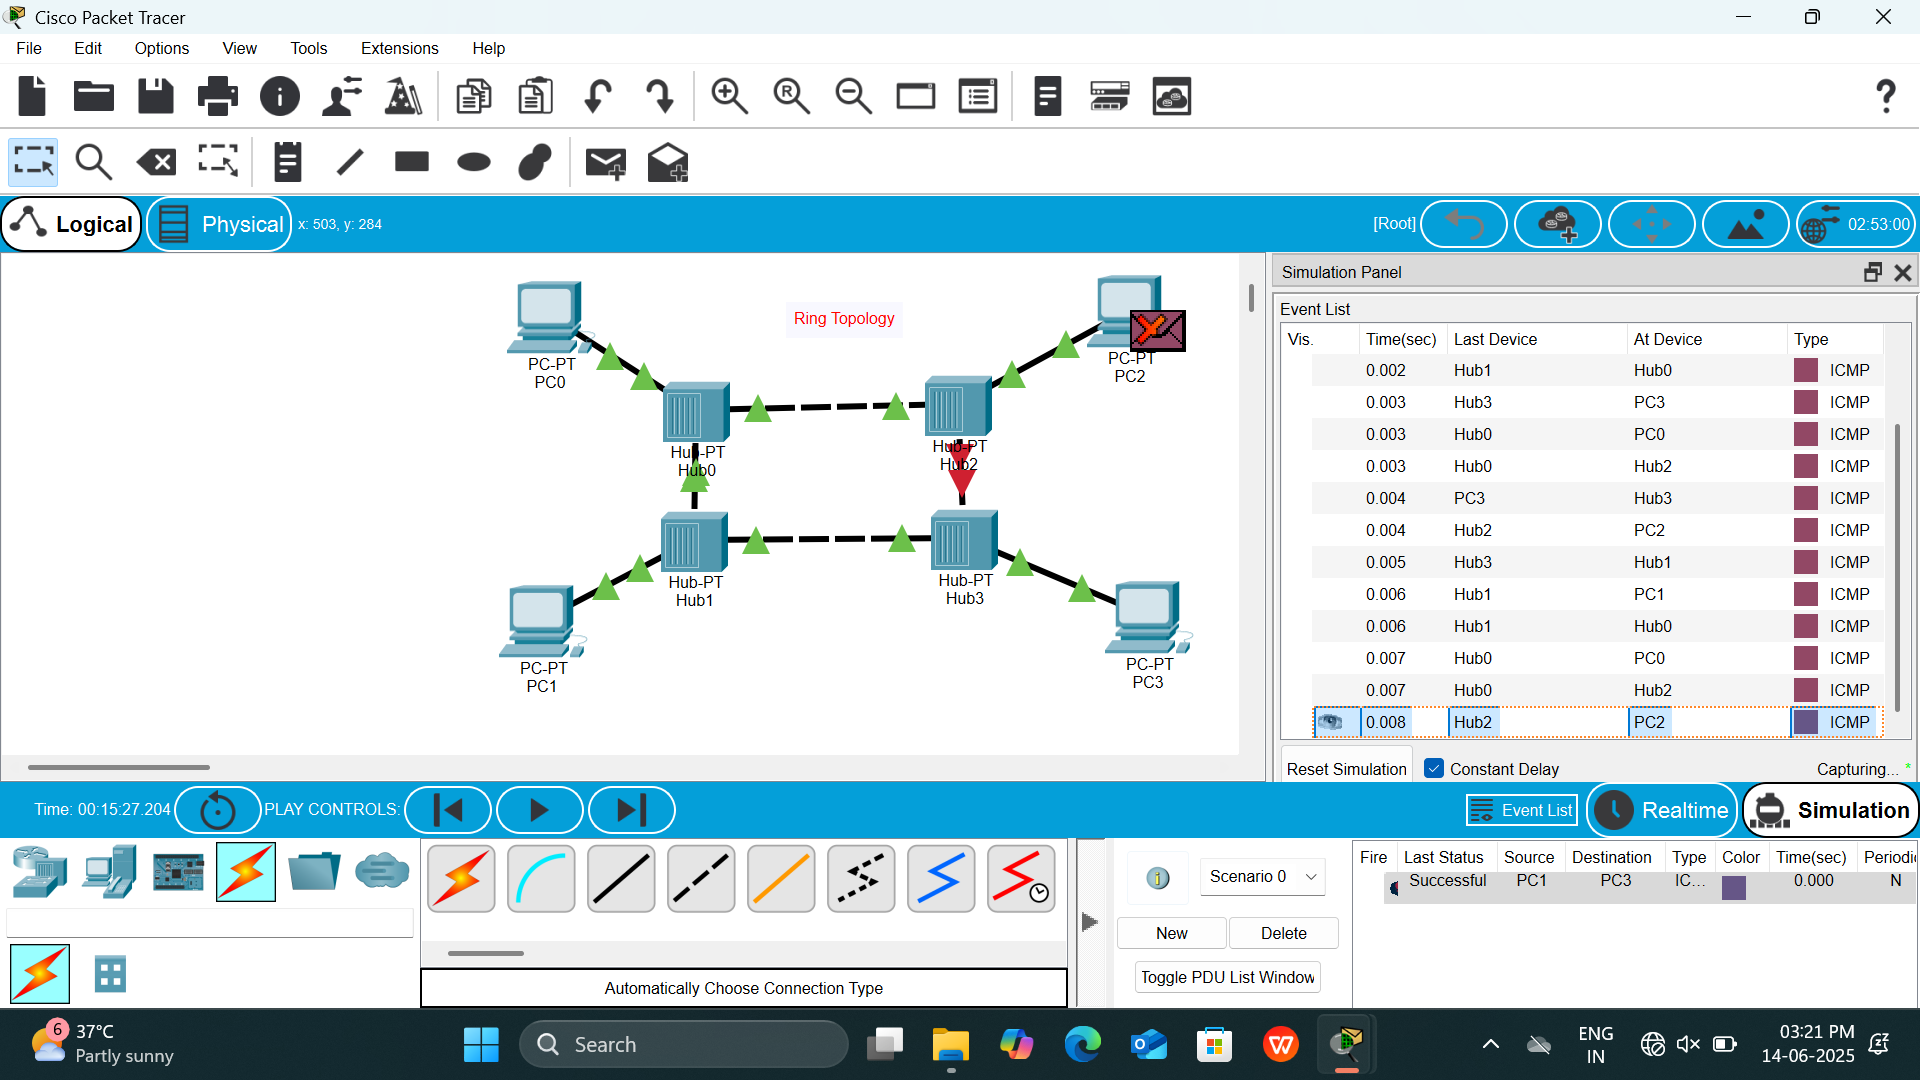 Cisco Packet Tracer
File Edit Options View Tools Extensions Help
Logical Physical x: 503, y: 284 [Root] 02:53:00
Ring Topology
PC-PT
PC0
PC-PT
PC2
Hub-PT
Hub0
Hub-PT
Hub2
Hub-PT
Hub1
Hub-PT
Hub3
PC-PT
PC1
PC-PT
PC3
Simulation Panel
Event List
Vis. Time(sec) Last Device At Device Type
0.002 Hub1 Hub0 ICMP
0.003 Hub3 PC3 ICMP
0.003 Hub0 PC0 ICMP
0.003 Hub0 Hub2 ICMP
0.004 PC3 Hub3 ICMP
0.004 Hub2 PC2 ICMP
0.005 Hub3 Hub1 ICMP
0.006 Hub1 PC1 ICMP
0.006 Hub1 Hub0 ICMP
0.007 Hub0 PC0 ICMP
0.007 Hub0 Hub2 ICMP
0.008 Hub2 PC2 ICMP
Reset Simulation Constant Delay Capturing... *
Time: 00:15:27.204 PLAY CONTROLS: Event List Realtime Simulation
Automatically Choose Connection Type
Scenario 0
New Delete
Toggle PDU List Window
Fire Last Status Source Destination Type Color Time(sec) Periodic
Successful PC1 PC3 IC... 0.000 N
6 37°C
Partly sunny
Search
ENG
IN
03:21 PM
14-06-2025